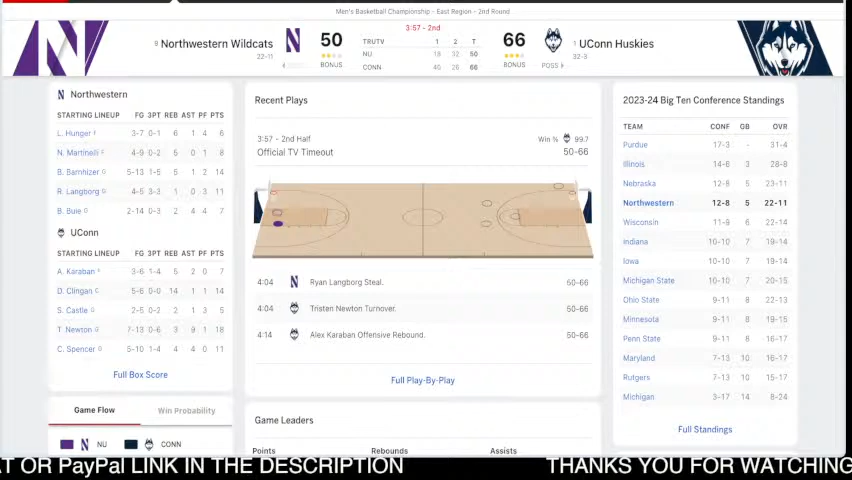 Men's Basketball Championship - East Region - 2nd Round
9 Northwestern Wildcats
22-11
50
BONUS
3:57 - 2nd
TRUTV 1 2 T
NU 18 32 50
CONN 40 26 66
66
BONUS
POSS
1 UConn Huskies
32-3
Northwestern
STARTING LINEUP FG 3PT REB AST PF PTS
L. Hunger F 3-7 0-1 6 1 4 6
N. Martinelli F 4-9 0-2 5 0 1 8
B. Barnhizer G 5-13 1-5 5 1 2 14
R. Langborg G 4-5 3-3 1 0 3 11
B. Buie G 2-14 0-3 2 4 4 7
UConn
STARTING LINEUP FG 3PT REB AST PF PTS
A. Karaban F 3-6 1-4 5 2 0 7
D. Clingan C 5-6 0-0 14 1 1 14
S. Castle G 2-5 0-2 2 1 3 5
T. Newton G 7-13 0-6 3 9 1 18
C. Spencer G 5-10 1-4 4 4 0 11
Full Box Score
Game Flow Win Probability
NU CONN
Recent Plays
3:57 - 2nd Half Win % 99.7
Official TV Timeout 50-66
4:04 Ryan Langborg Steal. 50-66
4:04 Tristen Newton Turnover. 50-66
4:14 Alex Karaban Offensive Rebound. 50-66
Full Play-By-Play
Game Leaders
Points Rebounds Assists
2023-24 Big Ten Conference Standings
TEAM CONF GB OVR
Purdue 17-3 - 31-4
Illinois 14-6 3 28-8
Nebraska 12-8 5 23-11
Northwestern 12-8 5 22-11
Wisconsin 11-9 6 22-14
Indiana 10-10 7 19-14
Iowa 10-10 7 19-14
Michigan State 10-10 7 20-15
Ohio State 9-11 8 22-13
Minnesota 9-11 8 19-15
Penn State 9-11 8 16-17
Maryland 7-13 10 16-17
Rutgers 7-13 10 15-17
Michigan 3-17 14 8-24
Full Standings
AT OR PayPal LINK IN THE DESCRIPTION THANKS YOU FOR WATCHING